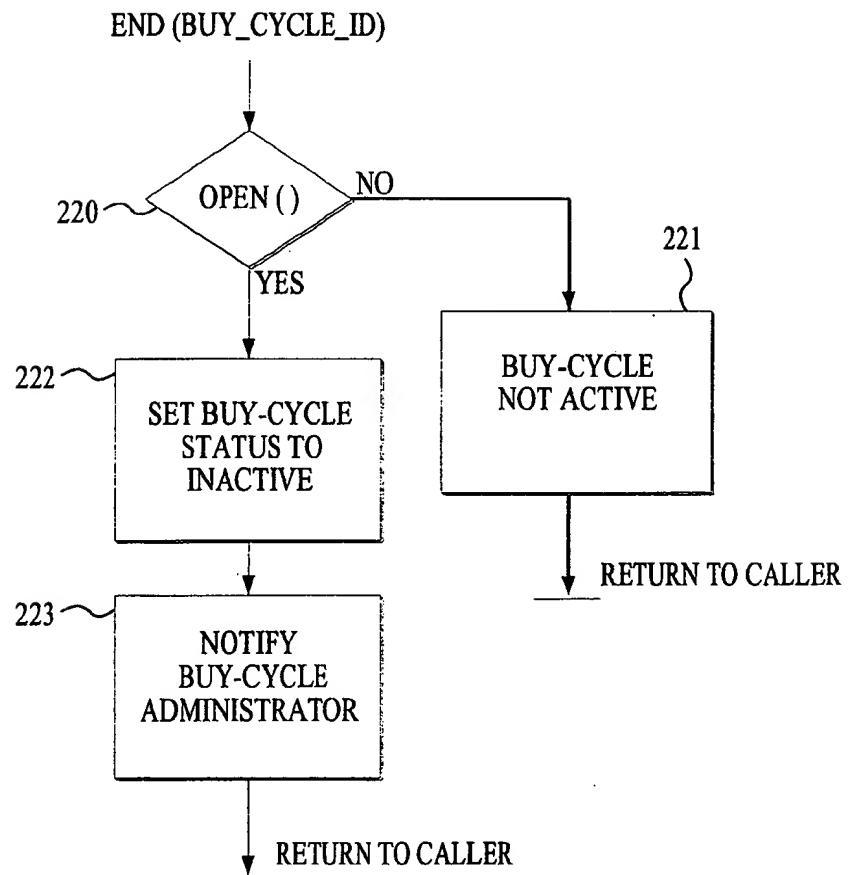 END (BUY_CYCLE_ID)
OPEN ( )
NO
220
YES
221
BUY-CYCLE
NOT ACTIVE
222
SET BUY-CYCLE
STATUS TO
INACTIVE
RETURN TO CALLER
223
NOTIFY
BUY-CYCLE
ADMINISTRATOR
RETURN TO CALLER